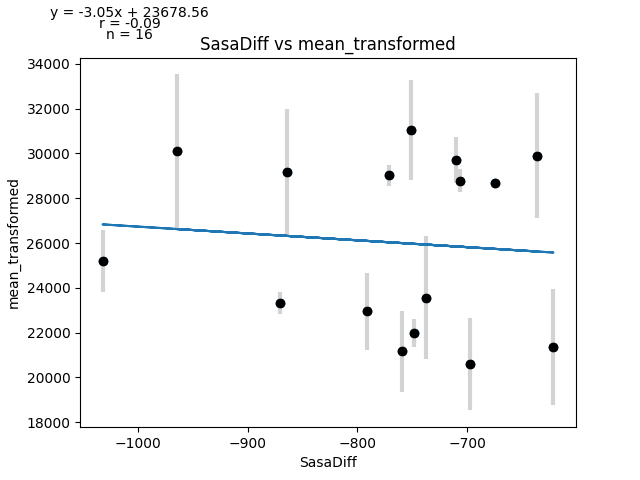 y = -3.05x + 23678.56
r = -0.09
n = 16
SasaDiff vs mean_transformed
34000
32000
30000
28000
26000
24000
22000
20000
18000
mean_transformed
−1000
−900
−800
−700
SasaDiff